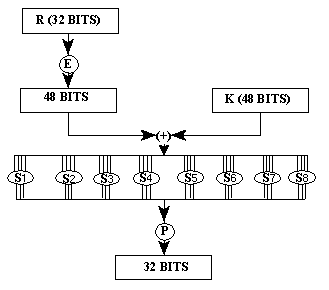 R (32 BITS)
E
48 BITS
K (48 BITS)
(+)
S1 S2 S3 S4 S5 S6 S7 S8
P
32 BITS